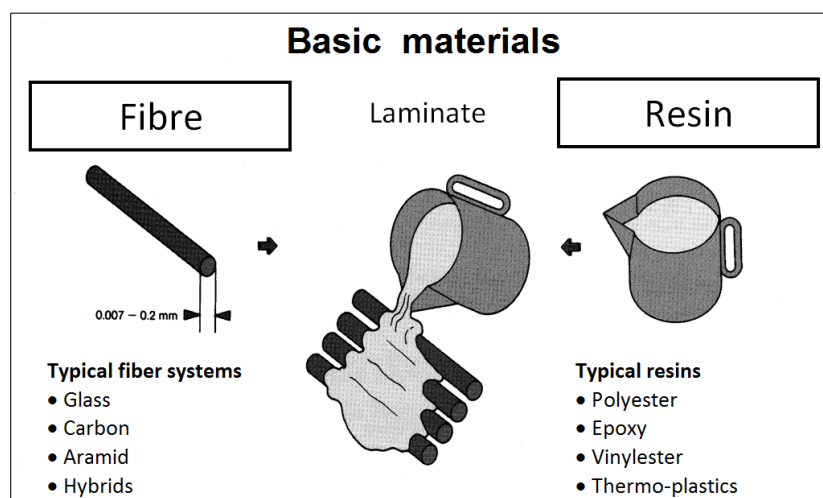 Basic materials
Fibre
Laminate
Resin
0.007 – 0.2 mm
Typical fiber systems
• Glass
• Carbon
• Aramid
• Hybrids
Typical resins
• Polyester
• Epoxy
• Vinylester
• Thermo-plastics